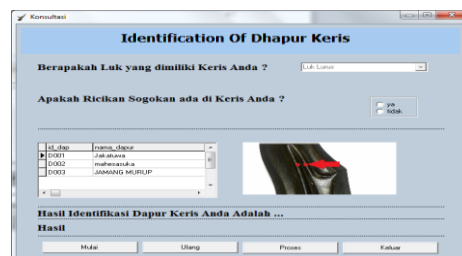 Konsultasi
Identification Of Dhapur Keris
Berapakah Luk yang dimiliki Keris Anda ?
Luk Lurus
Apakah Ricikan Sogokan ada di Keris Anda ?
ya
tidak
id_dap nama_dapur
D001 Jakatuwa
D002 mahesasuka
D003 JAMANG MURUP
Hasil Identifikasi Dapur Keris Anda Adalah ...
Hasil
Mulai Ulang Proses Keluar